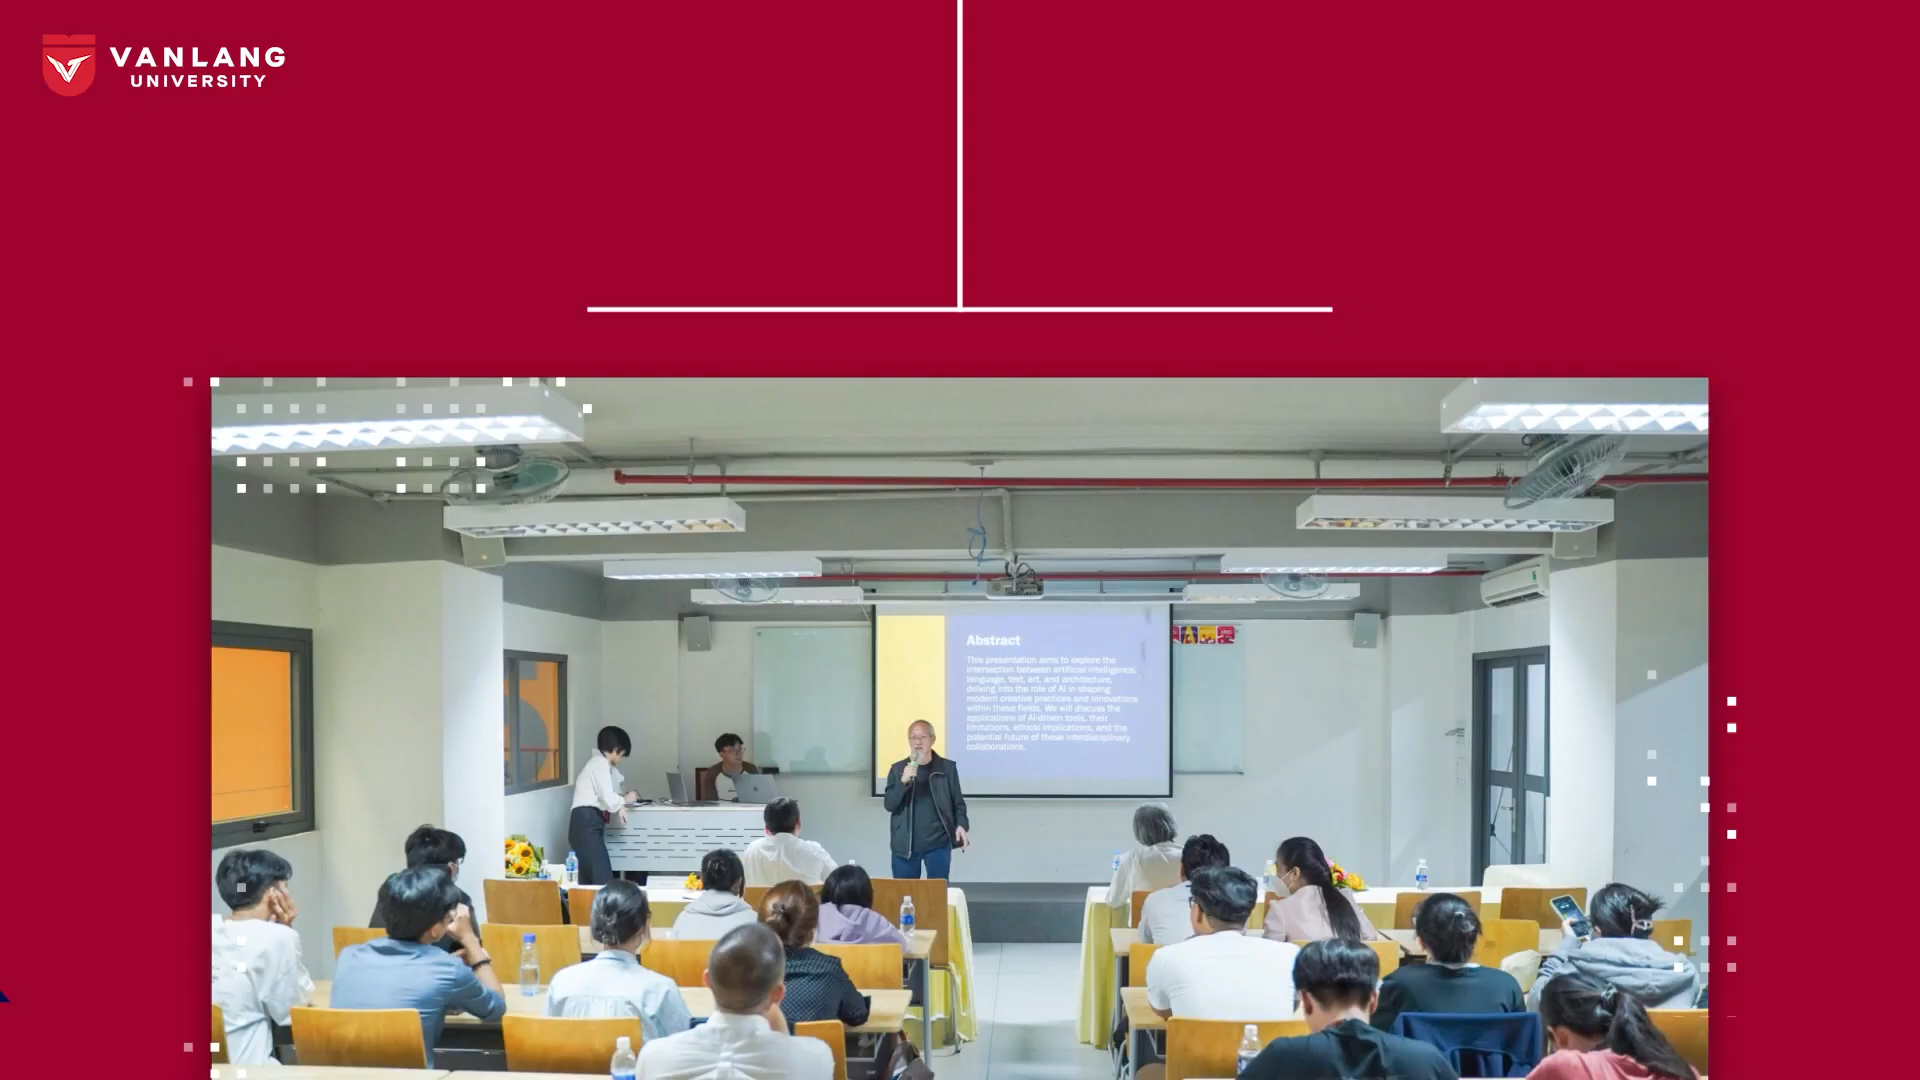 VANLANG
UNIVERSITY
Abstract
This presentation aims to explore the
intersection between artificial intelligence,
language, text, art, and architecture,
delving into the role of AI in shaping
modern creative practices and innovations
within these fields. We will discuss the
applications of AI-driven tools, their
limitations, ethical implications, and the
potential future of these interdisciplinary
collaborations.